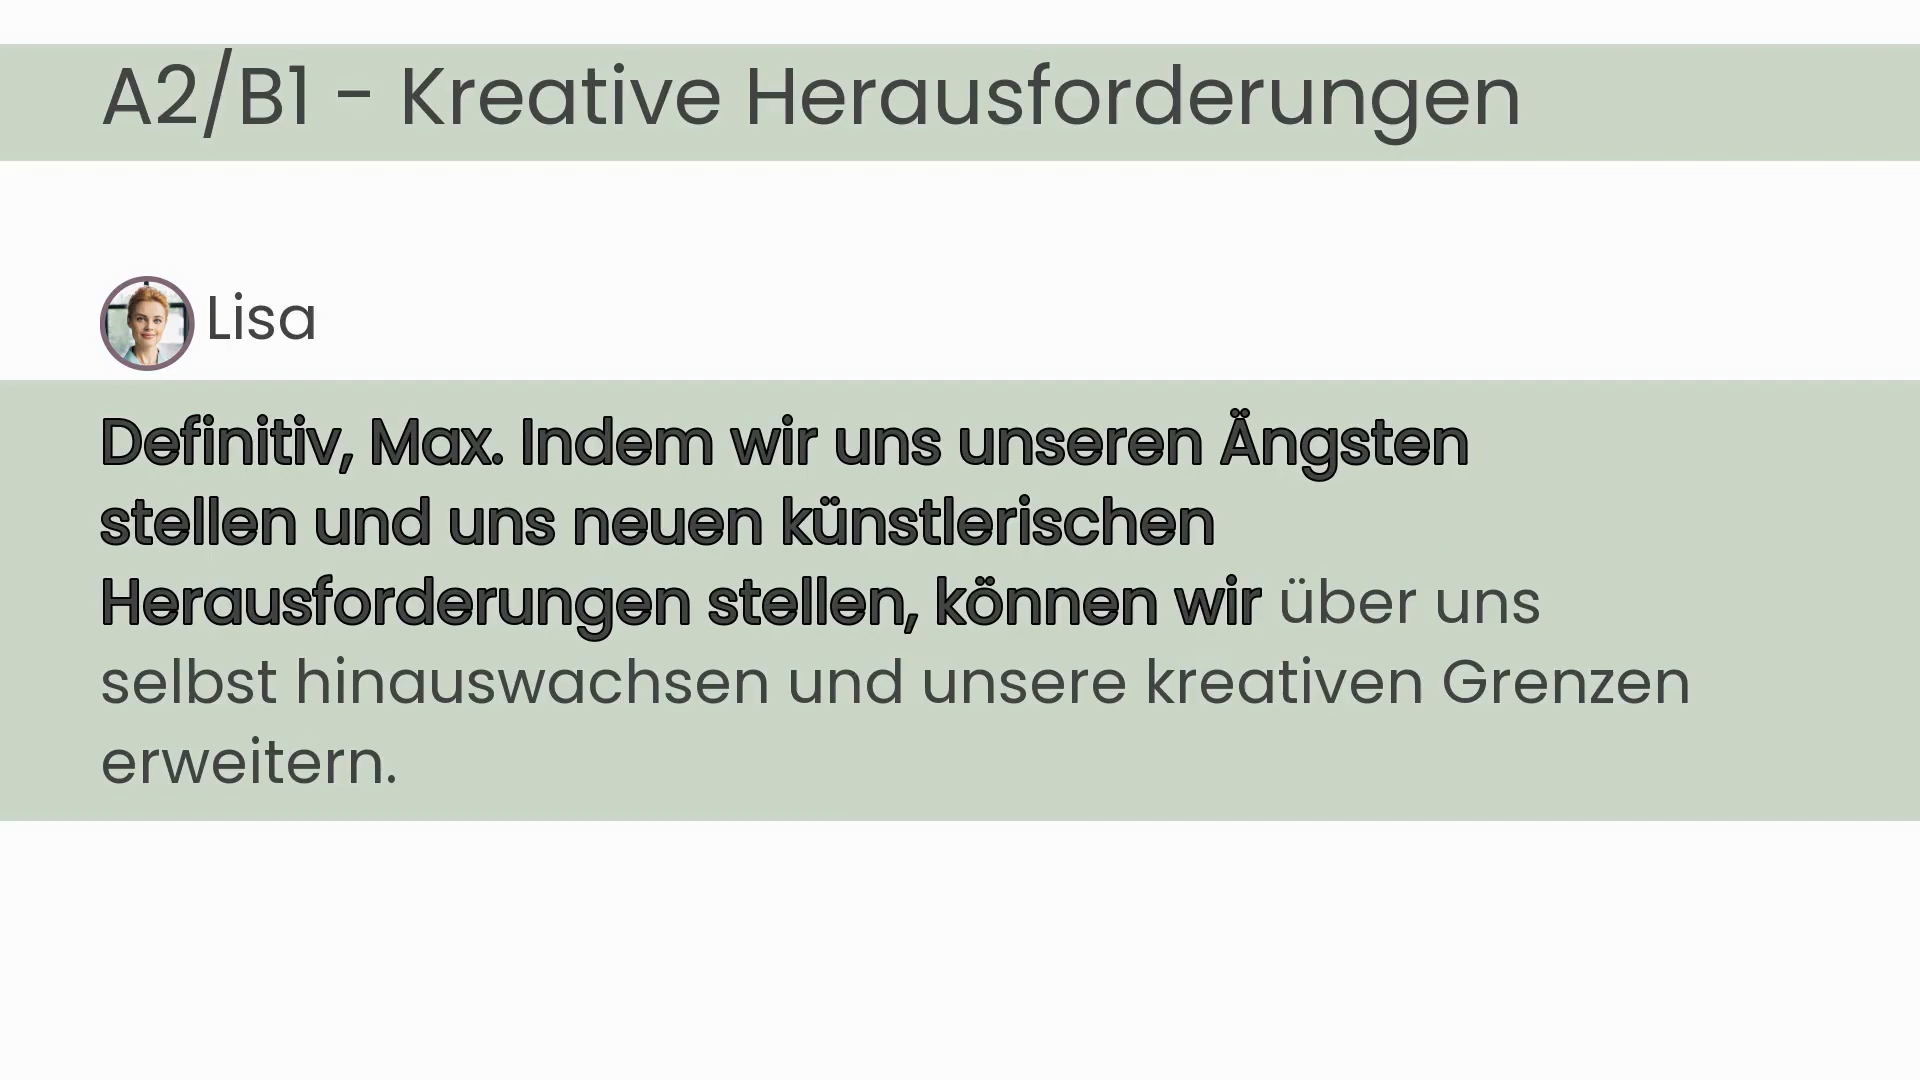 A2/B1 - Kreative Herausforderungen
Lisa
Definitiv, Max. Indem wir uns unseren Ängsten
stellen und uns neuen künstlerischen
Herausforderungen stellen, können wir über uns
selbst hinauswachsen und unsere kreativen Grenzen
erweitern.